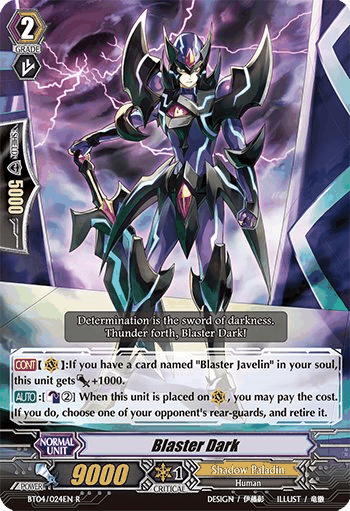 2
GRADE
SHIELD
5000
Determination is the sword of darkness.
Thunder forth, Blaster Dark!
CONT [ ]:If you have a card named "Blaster Javelin" in your soul,
this unit gets +1000.
AUTO:[ ②] When this unit is placed on , you may pay the cost.
If you do, choose one of your opponent's rear-guards, and retire it.
NORMAL
UNIT
Blaster Dark
POWER
9000
1
CRITICAL
Shadow Paladin
Human
BT04/024EN R
DESIGN / 伊藤彰
ILLUST / 竜徹